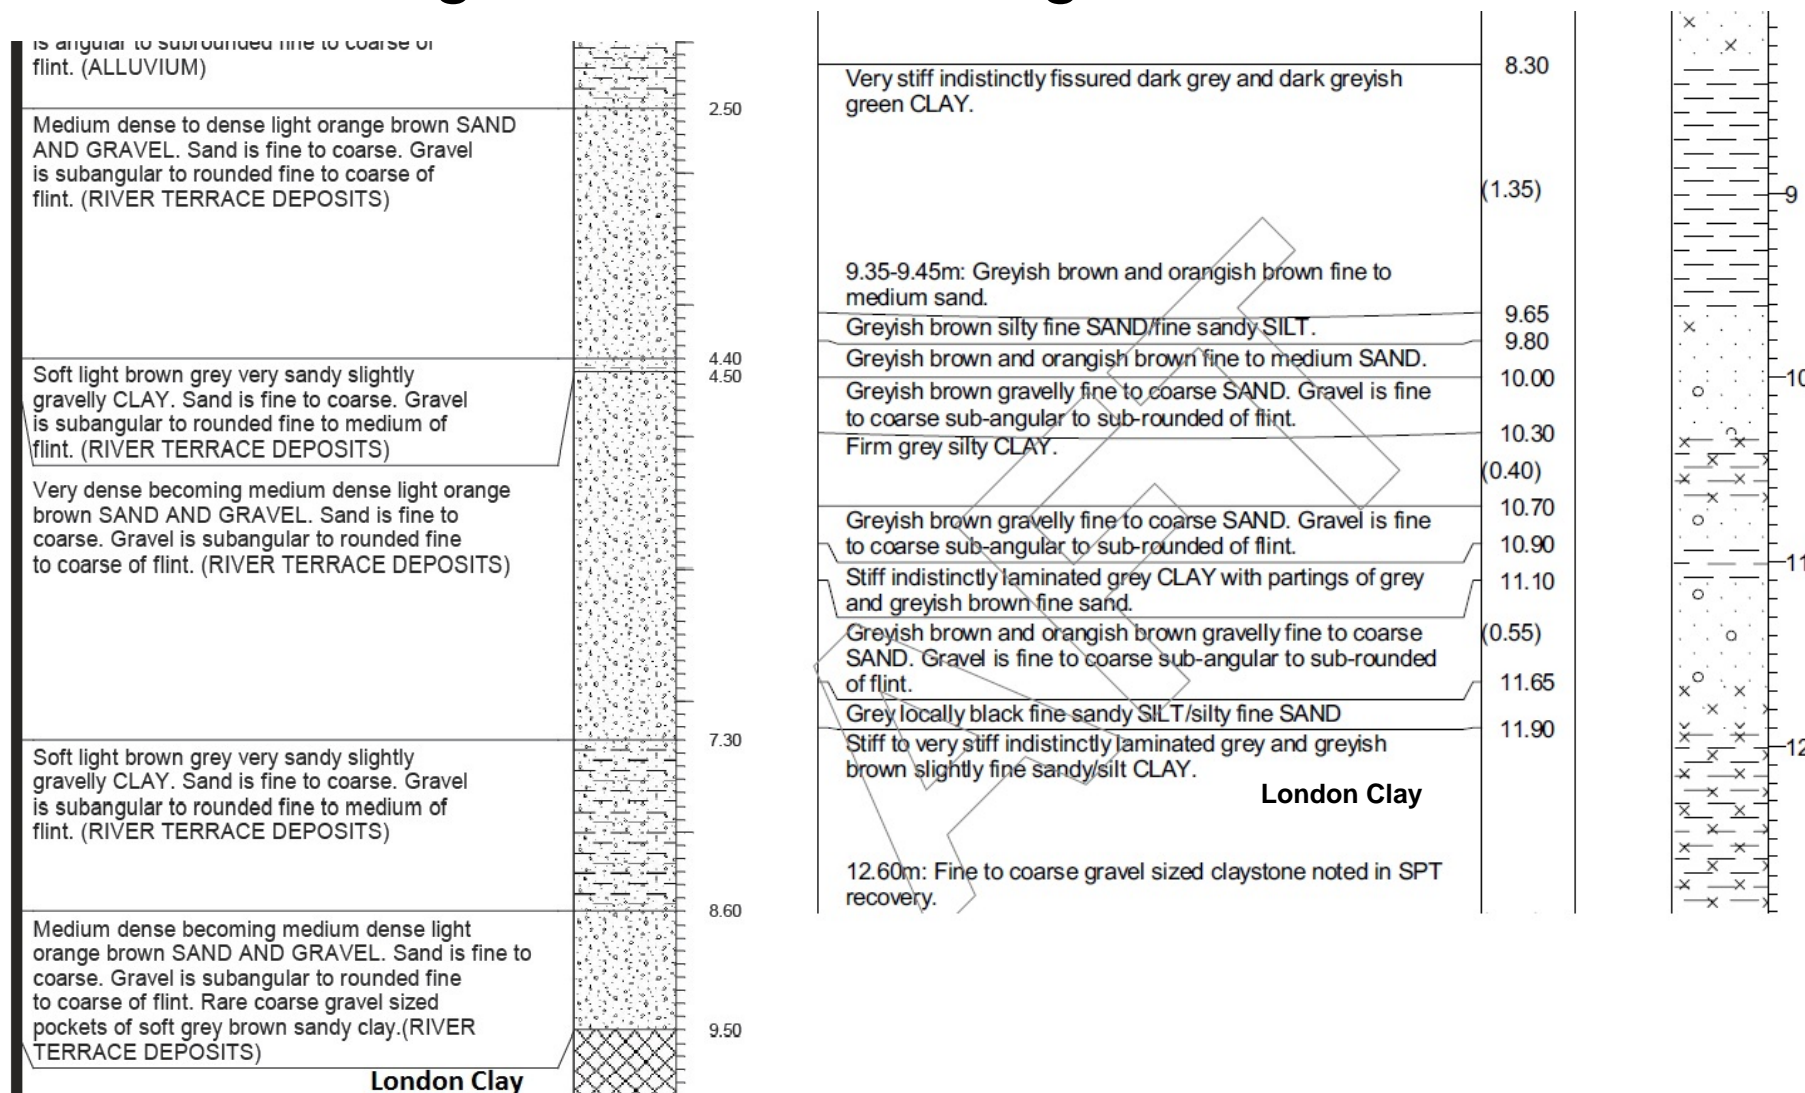 is angular to subrounded fine to coarse of
flint. (ALLUVIUM)
2.50
Medium dense to dense light orange brown SAND
AND GRAVEL. Sand is fine to coarse. Gravel
is subangular to rounded fine to coarse of
flint. (RIVER TERRACE DEPOSITS)
4.40
4.50
Soft light brown grey very sandy slightly
gravelly CLAY. Sand is fine to coarse. Gravel
is subangular to rounded fine to medium of
flint. (RIVER TERRACE DEPOSITS)
Very dense becoming medium dense light orange
brown SAND AND GRAVEL. Sand is fine to
coarse. Gravel is subangular to rounded fine
to coarse of flint. (RIVER TERRACE DEPOSITS)
7.30
Soft light brown grey very sandy slightly
gravelly CLAY. Sand is fine to coarse. Gravel
is subangular to rounded fine to medium of
flint. (RIVER TERRACE DEPOSITS)
8.60
Medium dense becoming medium dense light
orange brown SAND AND GRAVEL. Sand is fine to
coarse. Gravel is subangular to rounded fine
to coarse of flint. Rare coarse gravel sized
pockets of soft grey brown sandy clay.(RIVER
TERRACE DEPOSITS)
9.50
London Clay
8.30
Very stiff indistinctly fissured dark grey and dark greyish
green CLAY.
(1.35)
9
9.35-9.45m: Greyish brown and orangish brown fine to
medium sand.
9.65
Greyish brown silty fine SAND/fine sandy SILT.
9.80
Greyish brown and orangish brown fine to medium SAND.
10.00
10
Greyish brown gravelly fine to coarse SAND. Gravel is fine
to coarse sub-angular to sub-rounded of flint.
10.30
Firm grey silty CLAY.
(0.40)
10.70
Greyish brown gravelly fine to coarse SAND. Gravel is fine
to coarse sub-angular to sub-rounded of flint.
10.90
11
Stiff indistinctly laminated grey CLAY with partings of grey
and greyish brown fine sand.
11.10
Greyish brown and orangish brown gravelly fine to coarse
SAND. Gravel is fine to coarse sub-angular to sub-rounded
of flint.
(0.55)
11.65
Grey locally black fine sandy SILT/silty fine SAND
11.90
Stiff to very stiff indistinctly laminated grey and greyish
brown slightly fine sandy/silt CLAY.
12
London Clay
12.60m: Fine to coarse gravel sized claystone noted in SPT
recovery.